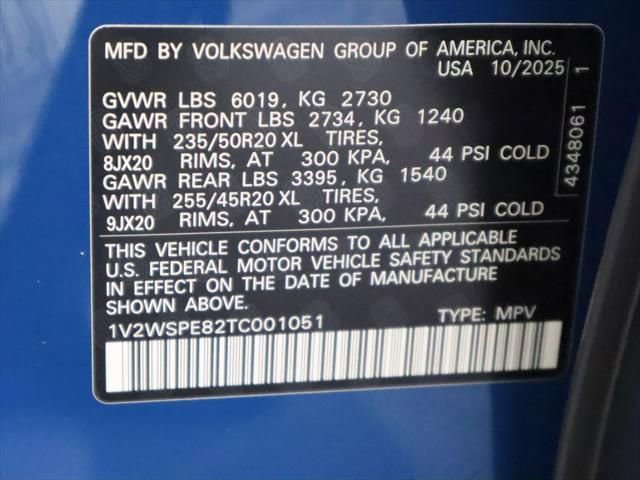 MFD BY VOLKSWAGEN GROUP OF AMERICA, INC.
USA 10/2025
GVWR LBS 6019, KG 2730
GAWR FRONT LBS 2734, KG 1240
WITH 235/50R20 XL TIRES,
8JX20 RIMS, AT 300 KPA, 44 PSI COLD
GAWR REAR LBS 3395, KG 1540
WITH 255/45R20 XL TIRES,
9JX20 RIMS, AT 300 KPA, 44 PSI COLD
THIS VEHICLE CONFORMS TO ALL APPLICABLE
U.S. FEDERAL MOTOR VEHICLE SAFETY STANDARDS
IN EFFECT ON THE DATE OF MANUFACTURE
SHOWN ABOVE.
1V2WSPE82TC001051 TYPE: MPV
4348061 1